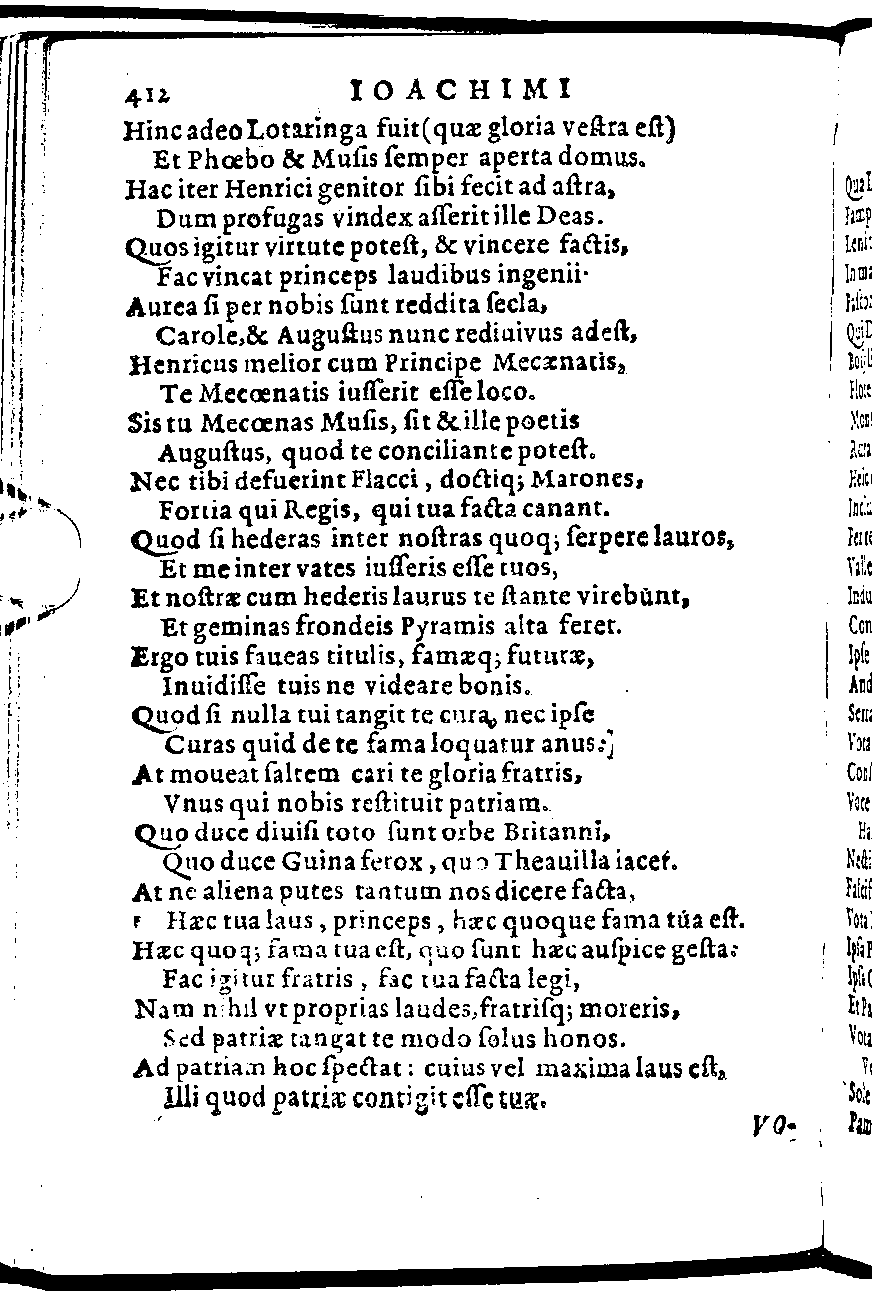 412 IOACHIMI
Hinc adeo Lotaringa fuit (quæ gloria veſtra eſt)
Et Phœbo & Muſis ſemper aperta domus.
Hac iter Henrici genitor ſibi fecit ad aſtra,
Dum profugas vindex aſſerit ille Deas.
Quos igitur virtute poteſt, & vincere factis,
Fac vincat princeps laudibus ingenii·
Aurea ſi per nobis ſunt reddita ſecla,
Carole,& Auguſtus nunc rediuivus adeſt,
Henricus melior cum Principe Mecænatis,
Te Mecœnatis iuſſerit eſſe loco.
Sis tu Mecœnas Muſis, ſit & ille poetis
Auguſtus, quod te conciliante poteſt.
Nec tibi defuerint Flacci, doctiq; Marones,
Fortia qui Regis, qui tua facta canant.
Quod ſi hederas inter noſtras quoq; ſerpere lauros,
Et me inter vates iuſſeris eſſe tuos,
Et noſtræ cum hederis laurus te ſtante virebūnt,
Et geminas frondeis Pyramis alta feret.
Ergo tuis faueas titulis, famæq; futuræ,
Inuidiſſe tuis ne videare bonis.
Quod ſi nulla tui tangit te cura, nec ipſe
Curas quid de te fama loquatur anus:
At moueat ſaltem cari te gloria fratris,
Vnus qui nobis reſtituit patriam.
Quo duce diuiſi toto ſunt orbe Britanni,
Quo duce Guina ferox, quo Theauilla iacet.
At ne aliena putes tantum nos dicere facta,
Hæc tua laus, princeps, hæc quoque fama túa eſt.
Hæc quoq; fama tua eſt, quo ſunt hæc auſpice geſta:
Fac igitur fratris, fac tua facta legi,
Nam nihil vt proprias laudes, fratriſq; moreris,
Sed patriæ tangat te modo ſolus honos.
Ad patriam hoc ſpectat: cuius vel maxima laus eſt,
Illi quod patriæ contigit eſſe tuæ.
VO-